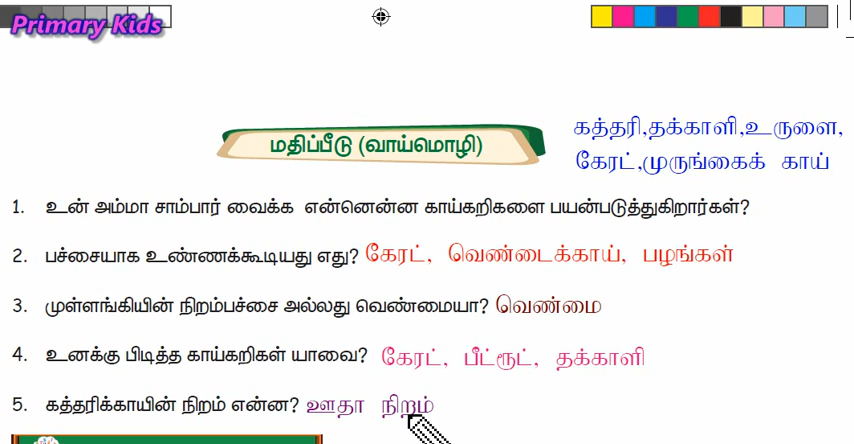 Primary Kids
கத்தரி,தக்காளி,உருளை,
மதிப்பீடு (வாய்மொழி)
கேரட்,முருங்கைக் காய்
1. உன் அம்மா சாம்பார் வைக்க என்னென்ன காய்கறிகளை பயன்படுத்துகிறார்கள்?
2. பச்சையாக உண்ணக்கூடியது எது? கேரட், வெண்டைக்காய், பழங்கள்
3. முள்ளங்கியின் நிறம்பச்சை அல்லது வெண்மையா? வெண்மை
4. உனக்கு பிடித்த காய்கறிகள் யாவை? கேரட், பீட்ரூட், தக்காளி
5. கத்தரிக்காயின் நிறம் என்ன? ஊதா நிறம்